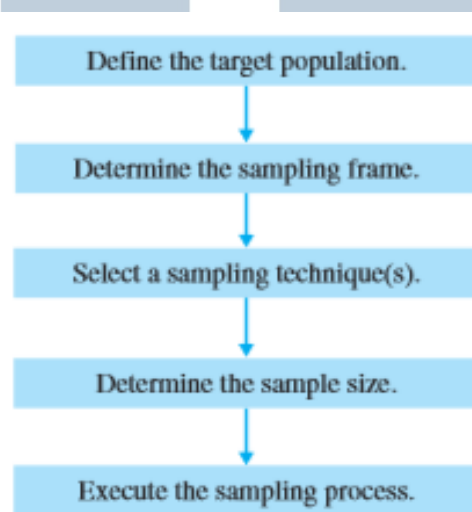 Define the target population.
Determine the sampling frame.
Select a sampling technique(s).
Determine the sample size.
Execute the sampling process.